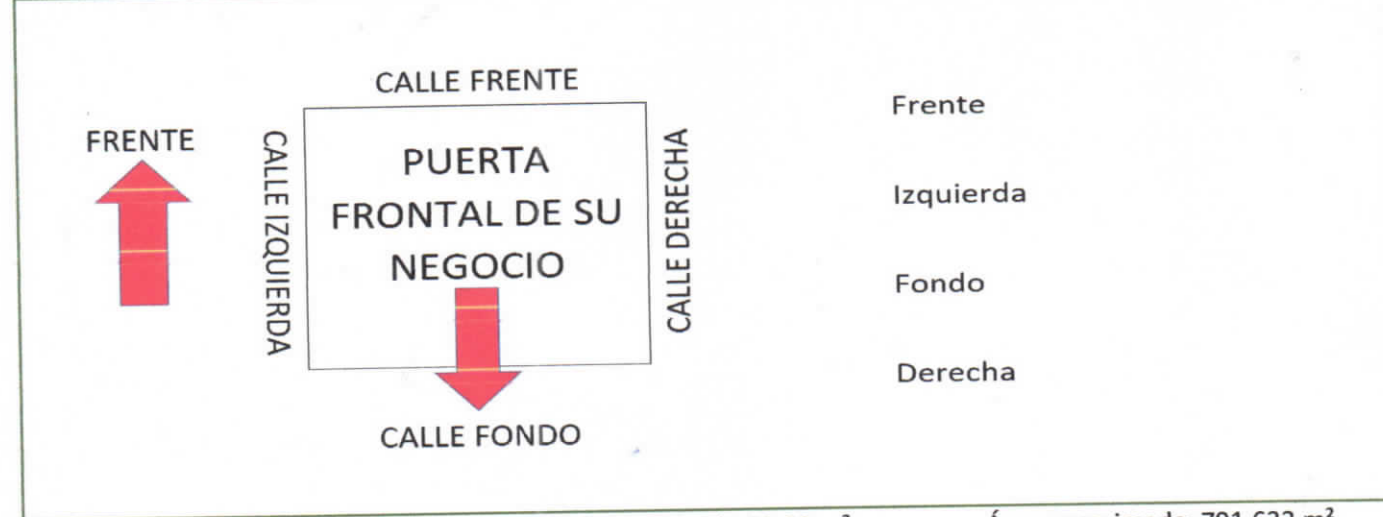 CALLE FRENTE
FRENTE
CALLE IZQUIERDA
PUERTA
FRONTAL DE SU
NEGOCIO
CALLE DERECHA
CALLE FONDO
Frente
Izquierda
Fondo
Derecha